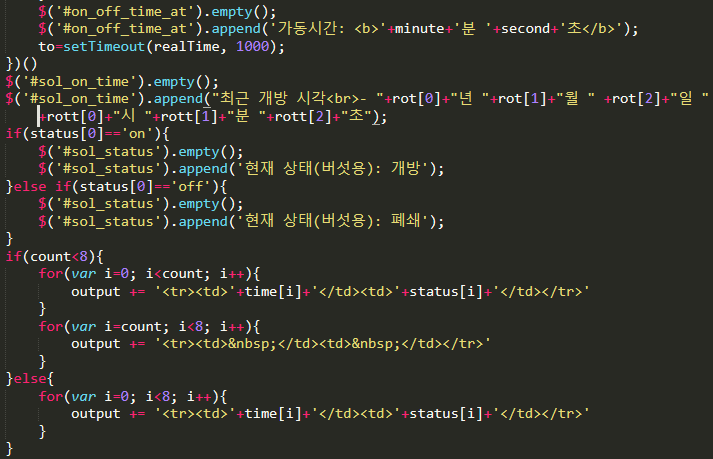 $('#on_off_time_at').empty();
$('#on_off_time_at').append('가동시간: <b>'+minute+'분 '+second+'초</b>');
to=setTimeout(realTime, 1000);
})()
$('#sol_on_time').empty();
$('#sol_on_time').append("최근 개방 시각<br>- "+rot[0]+"년 "+rot[1]+"월 " +rot[2]+"일 "
+rott[0]+"시 "+rott[1]+"분 "+rott[2]+"초");
if(status[0]=='on'){
$('#sol_status').empty();
$('#sol_status').append('현재 상태(버섯용): 개방');
}else if(status[0]=='off'){
$('#sol_status').empty();
$('#sol_status').append('현재 상태(버섯용): 폐쇄');
}
if(count<8){
for(var i=0; i<count; i++){
output += '<tr><td>'+time[i]+'</td><td>'+status[i]+'</td></tr>'
}
for(var i=count; i<8; i++){
output += '<tr><td>&nbsp;</td><td>&nbsp;</td></tr>'
}
}else{
for(var i=0; i<8; i++){
output += '<tr><td>'+time[i]+'</td><td>'+status[i]+'</td></tr>'
}
}